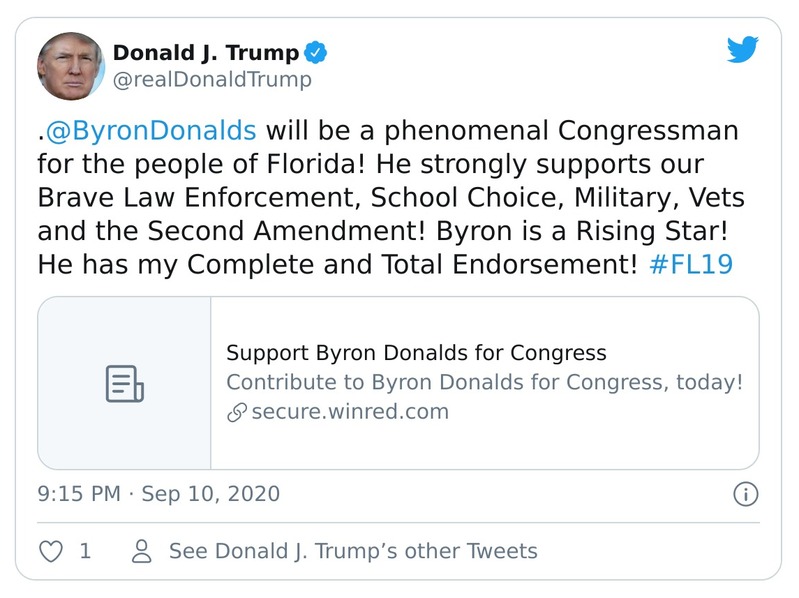 Donald J. Trump
@realDonaldTrump
.@ByronDonalds will be a phenomenal Congressman
for the people of Florida! He strongly supports our
Brave Law Enforcement, School Choice, Military, Vets
and the Second Amendment! Byron is a Rising Star!
He has my Complete and Total Endorsement! #FL19
Support Byron Donalds for Congress
Contribute to Byron Donalds for Congress, today!
secure.winred.com
9:15 PM · Sep 10, 2020
1 See Donald J. Trump’s other Tweets